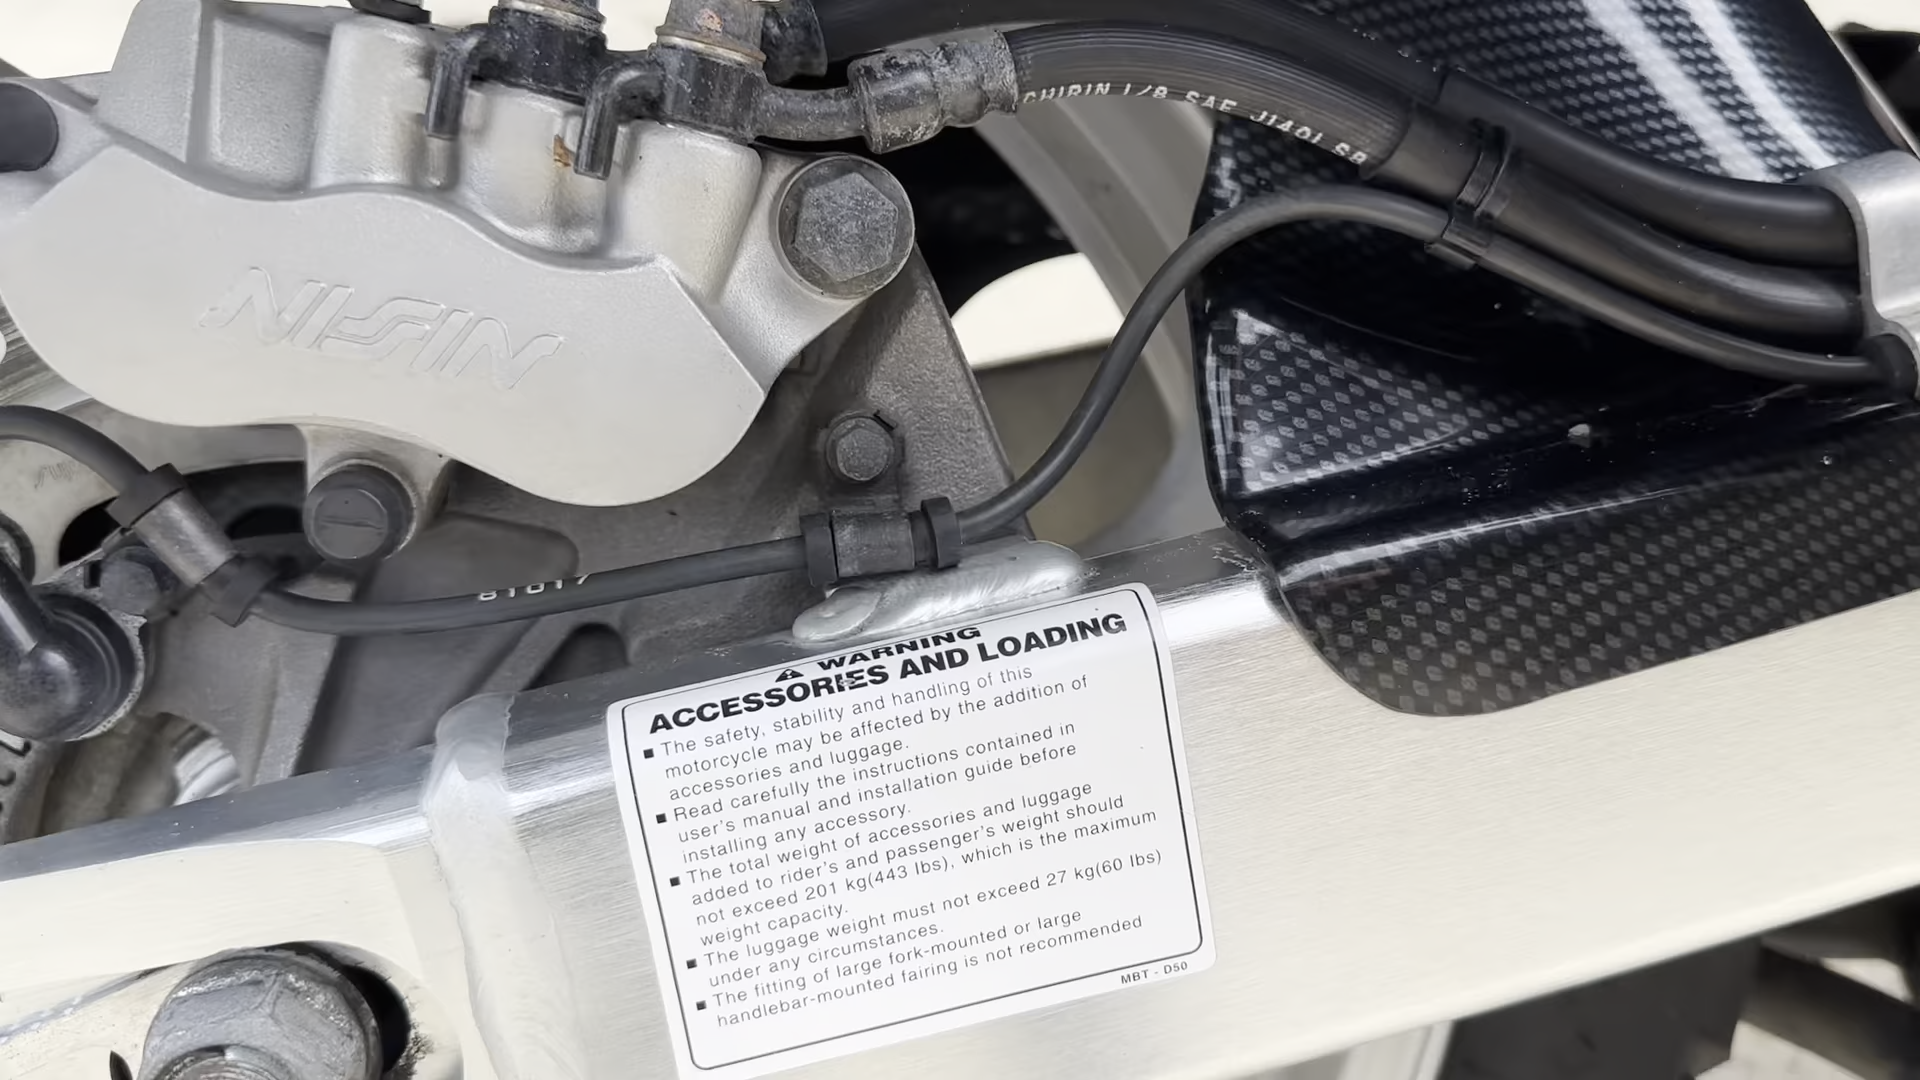 CHIRIN 1/8 SAE J1401 SP
NISSIN
81017
⚠ WARNING
ACCESSORIES AND LOADING
▪ The safety, stability and handling of this
motorcycle may be affected by the addition of
accessories and luggage.
▪ Read carefully the instructions contained in
user's manual and installation guide before
installing any accessory.
▪ The total weight of accessories and luggage
added to rider's and passenger's weight should
not exceed 201 kg(443 lbs), which is the maximum
weight capacity.
▪ The luggage weight must not exceed 27 kg(60 lbs)
under any circumstances.
▪ The fitting of large fork-mounted or large
handlebar-mounted fairing is not recommended
MBT - D50